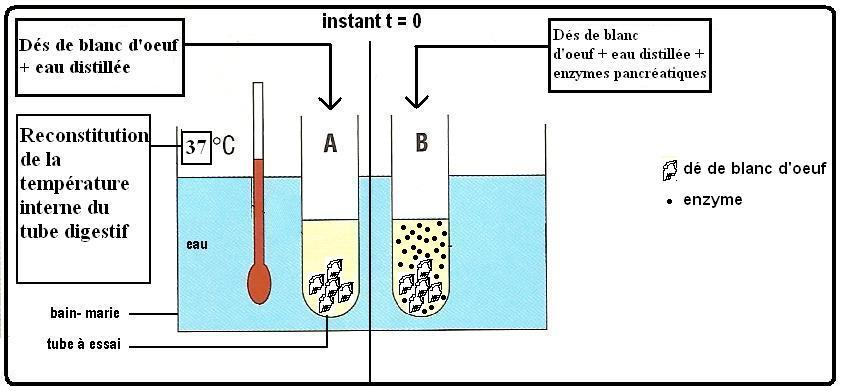 instant t = 0
Dés de blanc d'oeuf
+ eau distillée
Dés de blanc
d'oeuf + eau distillée +
enzymes pancréatiques
Reconstitution
de la
température
interne du
tube digestif
37 °C
A
B
dé de blanc d'oeuf
enzyme
eau
bain- marie
tube à essai